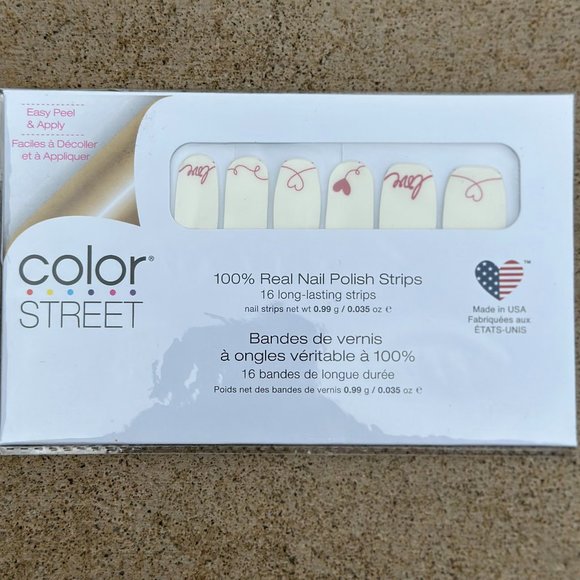 Easy Peel
& Apply
Faciles à Décoller
et à Appliquer
love
love
color®
STREET
100% Real Nail Polish Strips
16 long-lasting strips
nail strips net wt 0.99 g / 0.035 oz ℮
Bandes de vernis
à ongles véritable à 100%
16 bandes de longue durée
Poids net des bandes de vernis 0.99 g / 0.035 oz ℮
™
Made in USA
Fabriquées aux
ÉTATS-UNIS